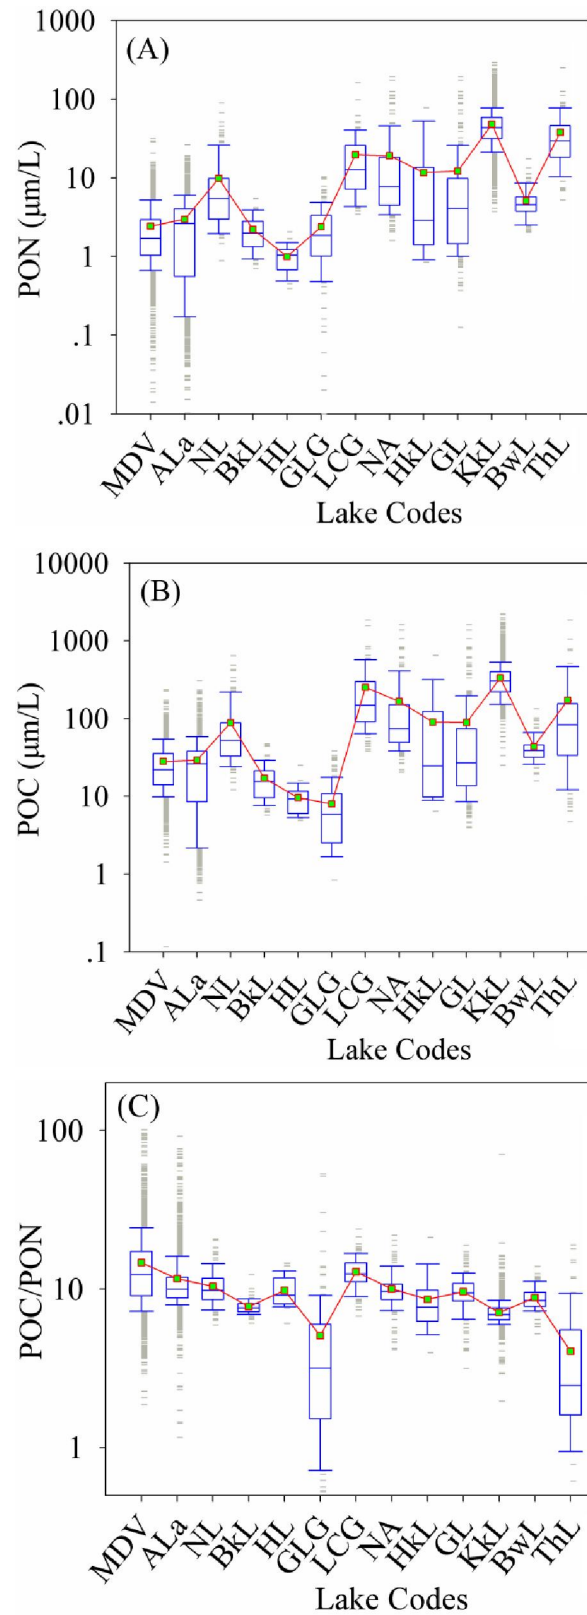 (A)
1000
100
10
1
.1
.01
PON (μm/L)
MDV ALa NL BkL HL GLG LCG NA HkL GL KkL BwL ThL
Lake Codes
(B)
10000
1000
100
10
1
.1
POC (μm/L)
MDV ALa NL BkL HL GLG LCG NA HkL GL KkL BwL ThL
Lake Codes
(C)
100
10
1
POC/PON
MDV ALa NL BkL HL GLG LCG NA HkL GL KkL BwL ThL
Lake Codes